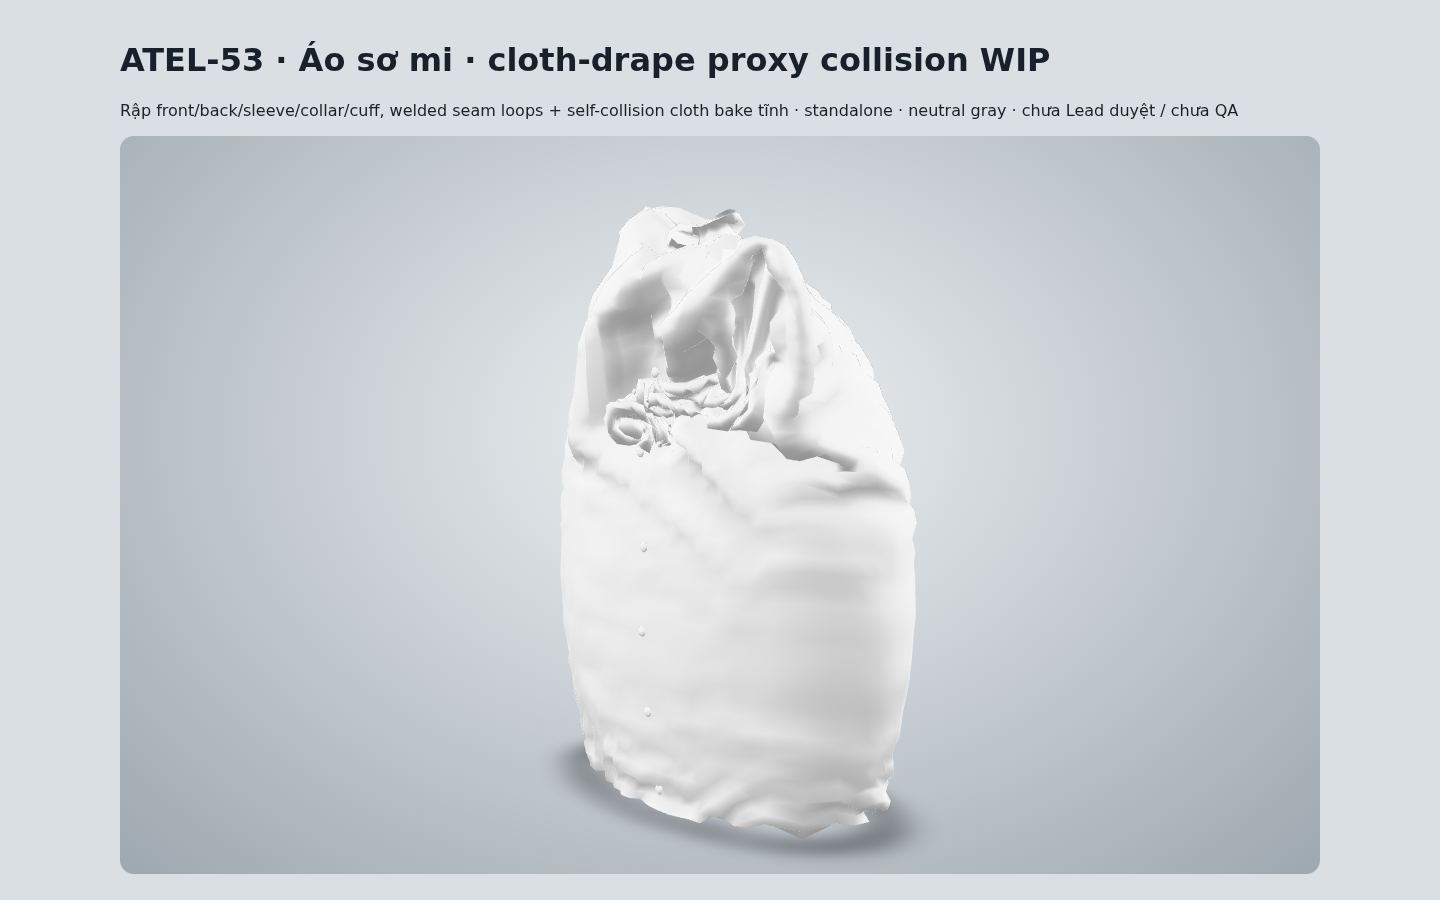 ATEL-53 · Áo sơ mi · cloth-drape proxy collision WIP
Rập front/back/sleeve/collar/cuff, welded seam loops + self-collision cloth bake tĩnh · standalone · neutral gray · chưa Lead duyệt / chưa QA